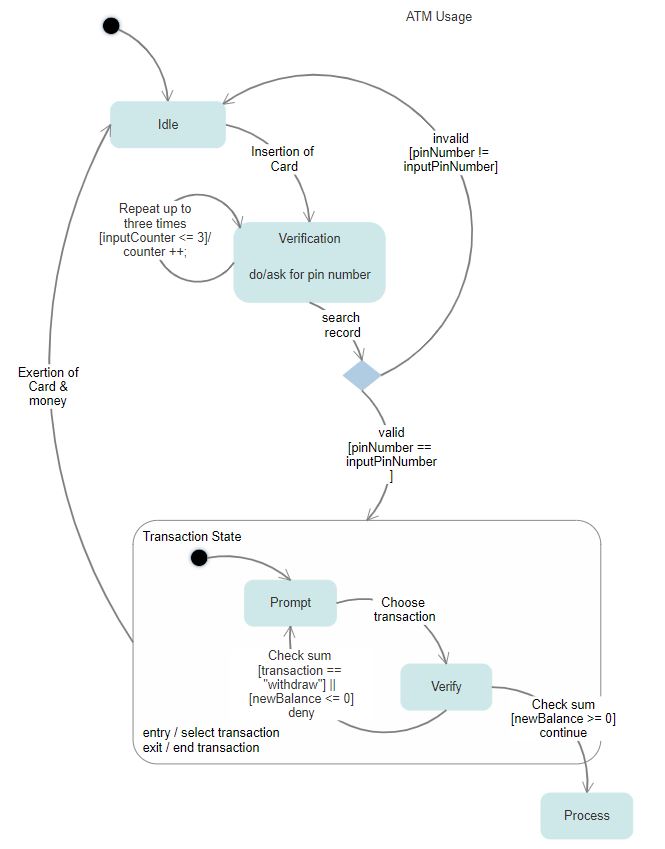 ATM Usage
Idle
Insertion of
Card
invalid
[pinNumber !=
inputPinNumber]
Repeat up to
three times
[inputCounter <= 3]/
counter ++;
Verification
do/ask for pin number
search
record
Exertion of
Card &
money
valid
[pinNumber ==
inputPinNumber
]
Transaction State
Prompt
Choose
transaction
Check sum
[transaction ==
"withdraw"] ||
[newBalance <= 0]
deny
Verify
Check sum
[newBalance >= 0]
continue
entry / select transaction
exit / end transaction
Process